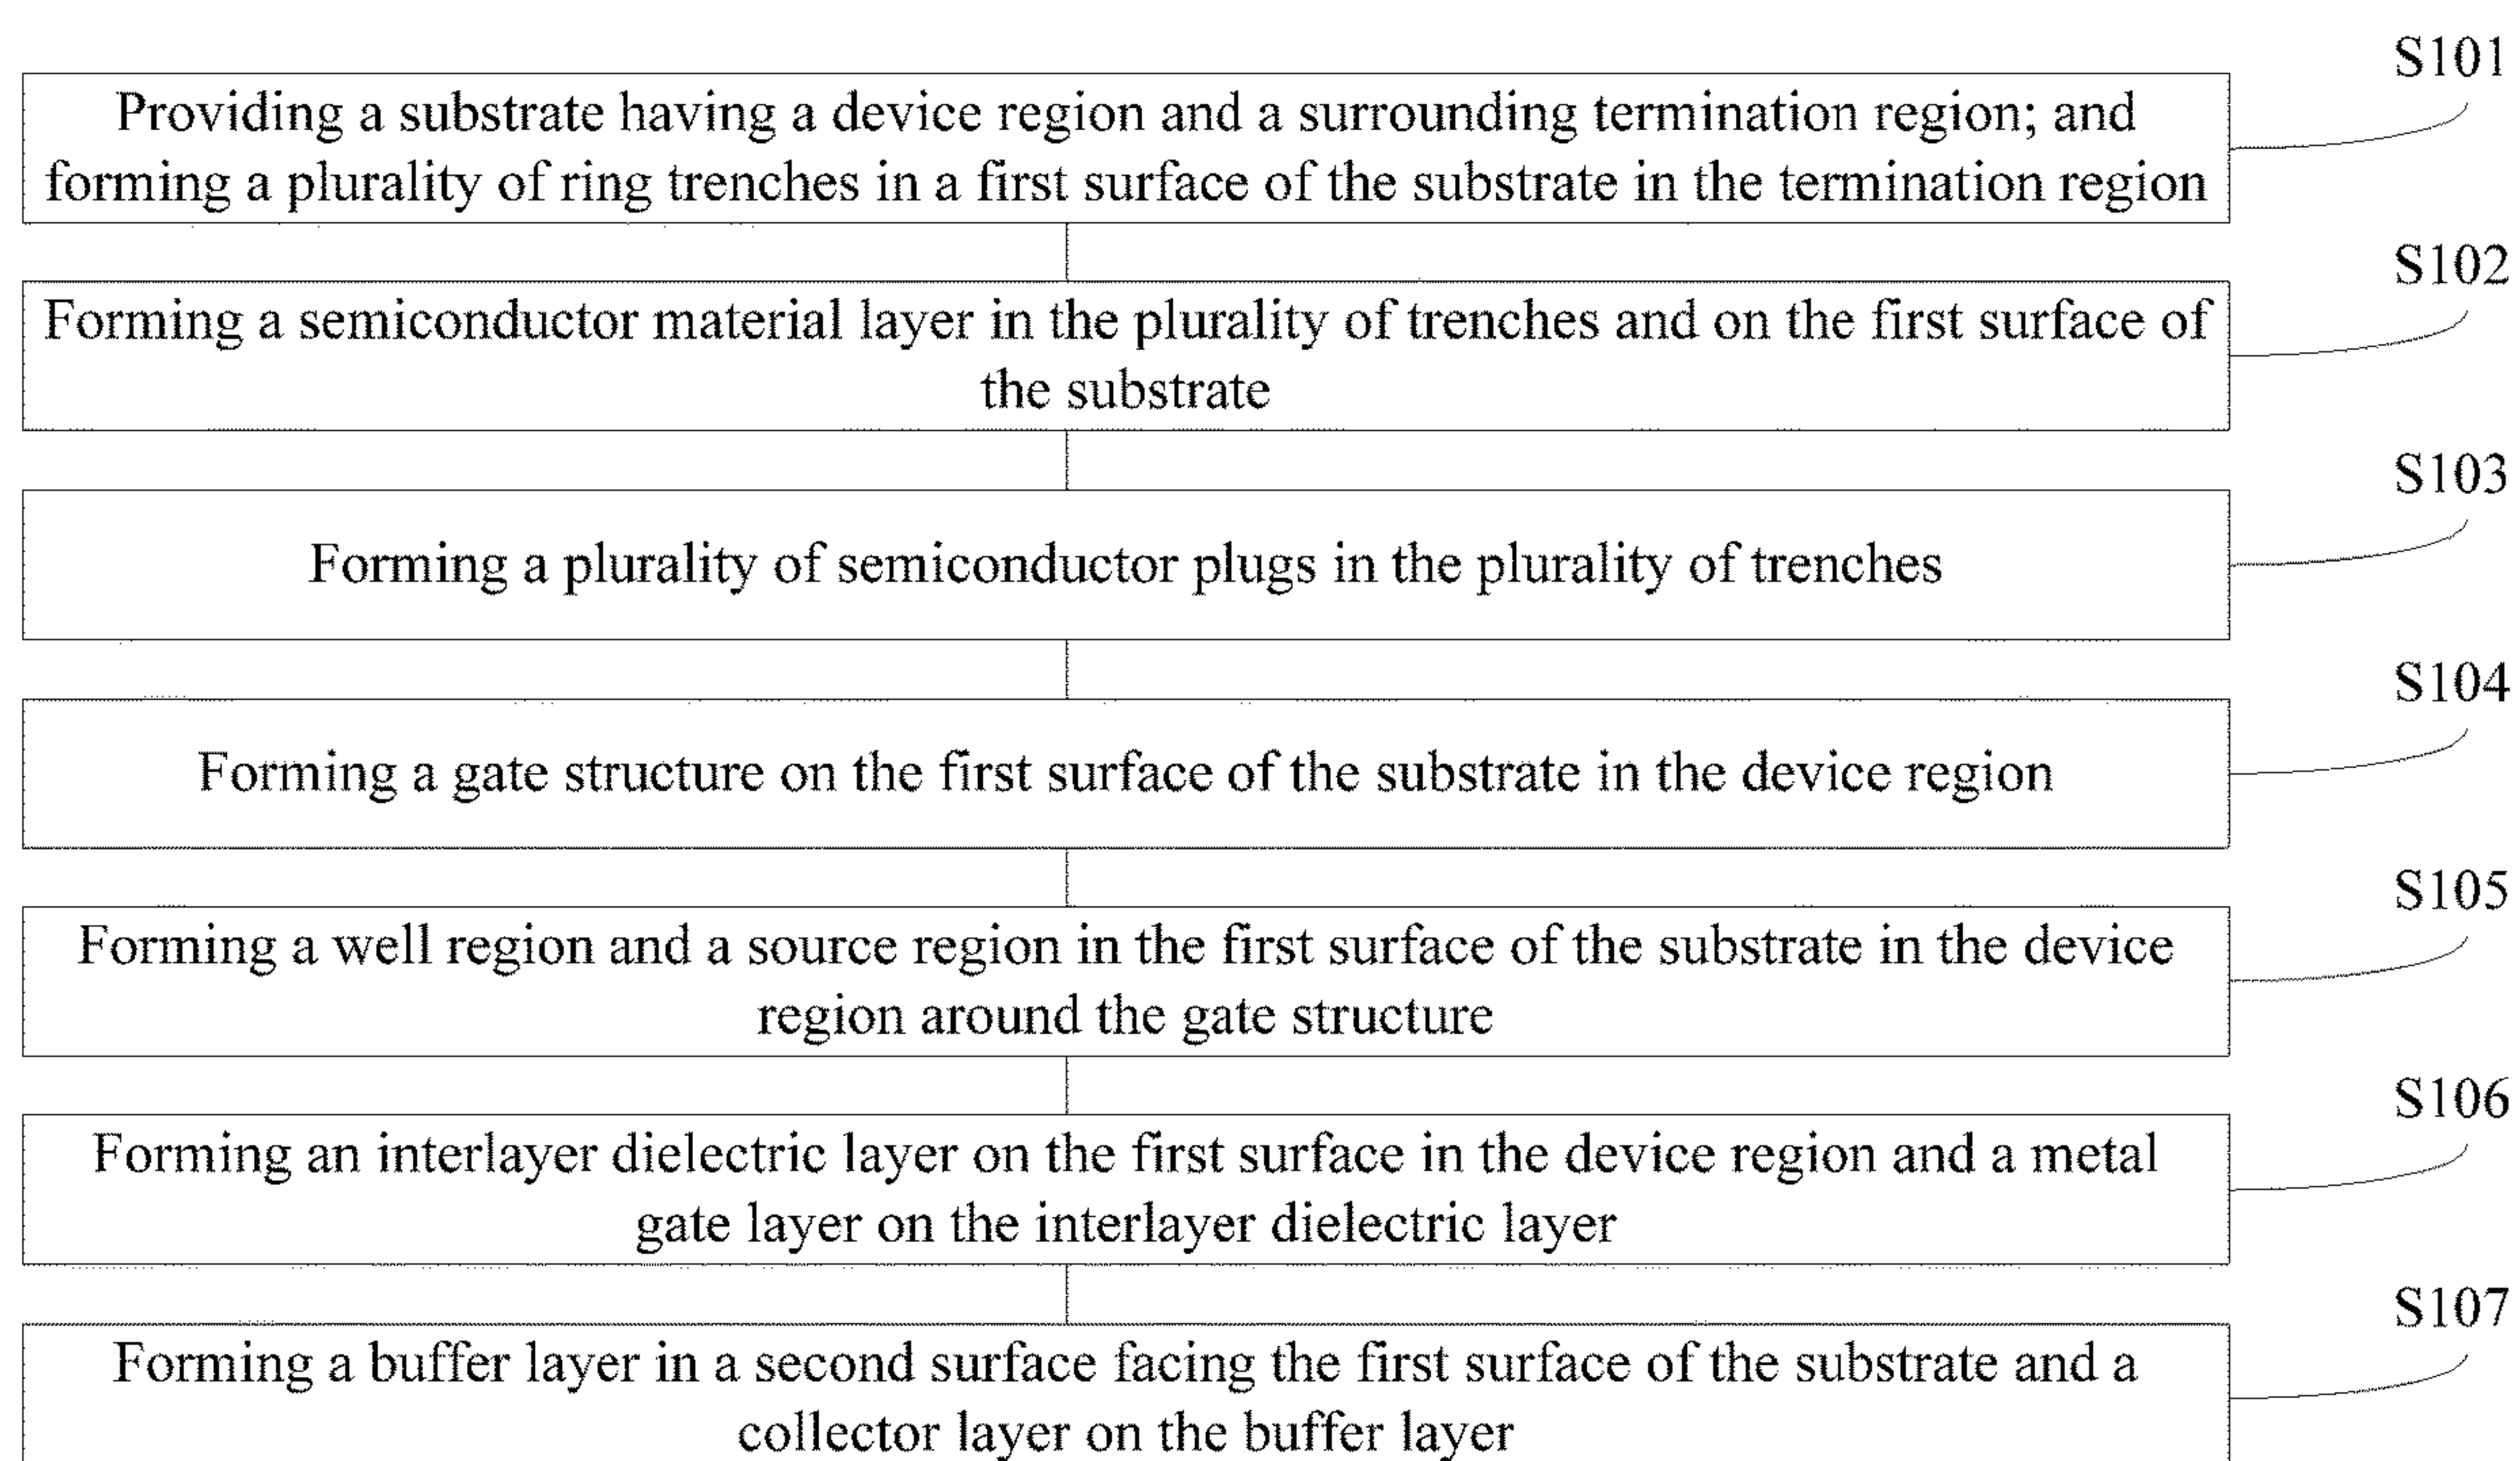 S101
Providing a substrate having a device region and a surrounding termination region; and
forming a plurality of ring trenches in a first surface of the substrate in the termination region
S102
Forming a semiconductor material layer in the plurality of trenches and on the first surface of
the substrate
S103
Forming a plurality of semiconductor plugs in the plurality of trenches
S104
Forming a gate structure on the first surface of the substrate in the device region
S105
Forming a well region and a source region in the first surface of the substrate in the device
region around the gate structure
S106
Forming an interlayer dielectric layer on the first surface in the device region and a metal
gate layer on the interlayer dielectric layer
S107
Forming a buffer layer in a second surface facing the first surface of the substrate and a
collector layer on the buffer layer